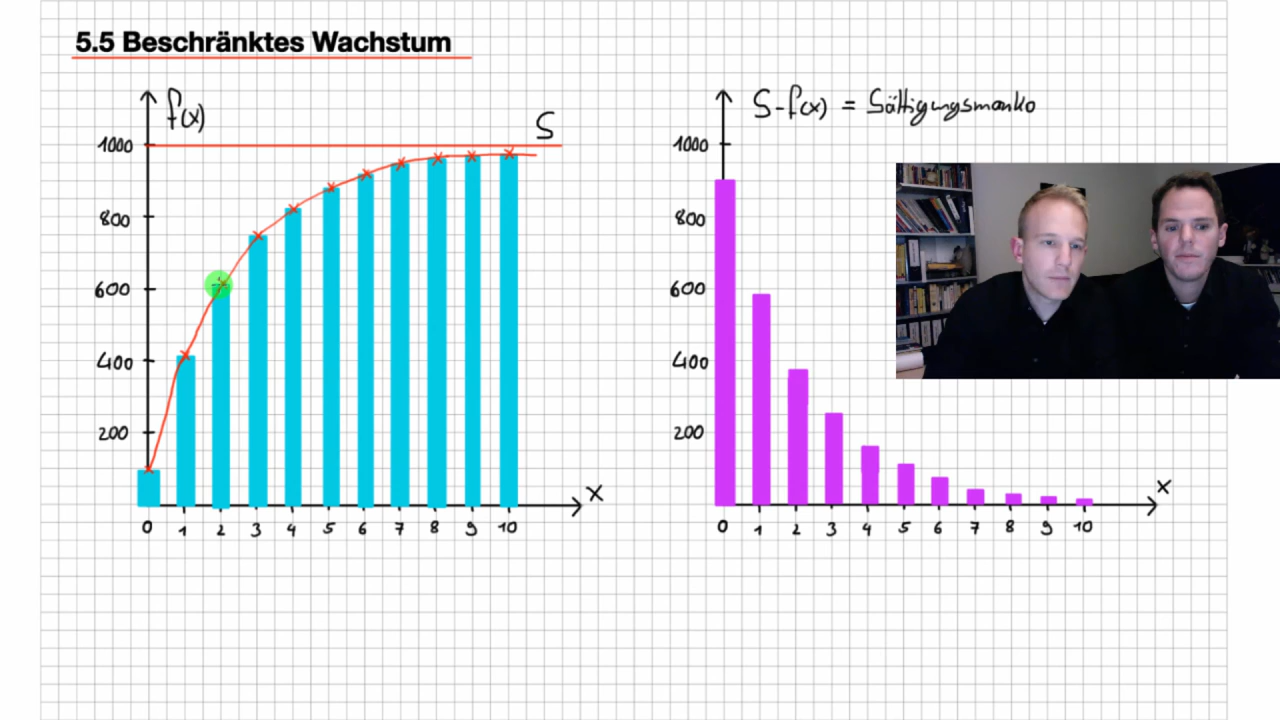 5.5 Beschränktes Wachstum
f(x)
S
1000
800
600
400
200
0 1 2 3 4 5 6 7 8 9 10
x
S-f(x) = Sättigungsmanko
1000
800
600
400
200
0 1 2 3 4 5 6 7 8 9 10
x